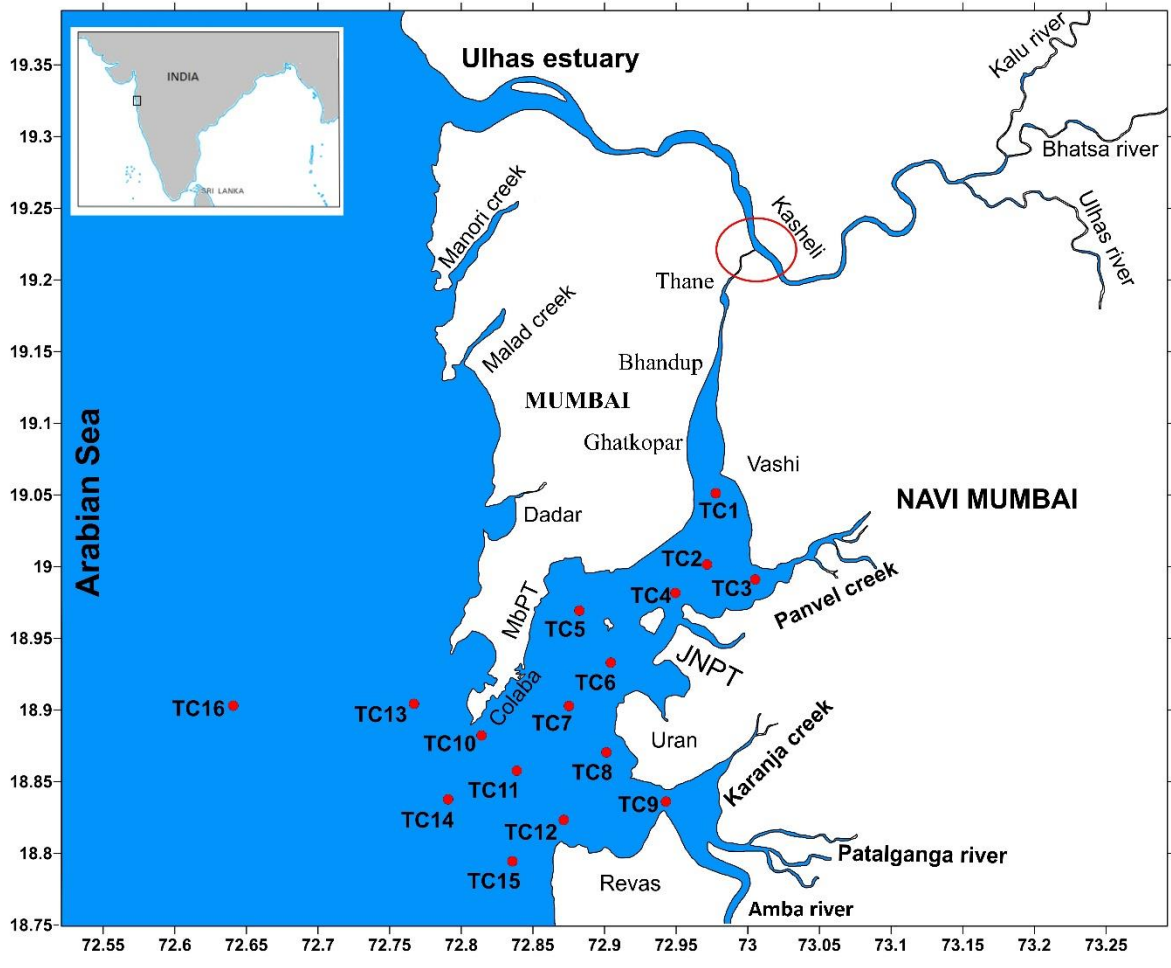 INDIA
SRI LANKA
Ulhas estuary
Kalu river
Bhatsa river
Ulhas river
Kasheli
Manori creek
Malad creek
Thane
Bhandup
MUMBAI
Ghatkopar
Vashi
NAVI MUMBAI
Dadar
Arabian Sea
MbPT
Colaba
Panvel creek
JNPT
Uran
Karanja creek
Patalganga river
Revas
Amba river
TC1
TC2
TC3
TC4
TC5
TC6
TC7
TC8
TC9
TC10
TC11
TC12
TC13
TC14
TC15
TC16
19.35
19.3
19.25
19.2
19.15
19.1
19.05
19
18.95
18.9
18.85
18.8
18.75
72.55 72.6 72.65 72.7 72.75 72.8 72.85 72.9 72.95 73 73.05 73.1 73.15 73.2 73.25